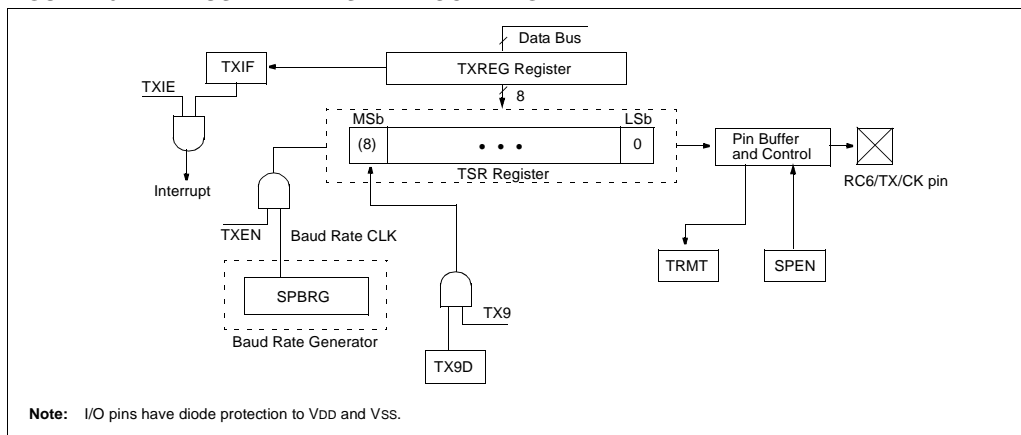 Data Bus
TXIF
TXREG Register
TXIE
8
MSb
LSb
(8)
• • •
0
Pin Buffer
and Control
TSR Register
Interrupt
RC6/TX/CK pin
TXEN
Baud Rate CLK
TRMT
SPEN
SPBRG
TX9
Baud Rate Generator
TX9D
Note: I/O pins have diode protection to VDD and VSS.